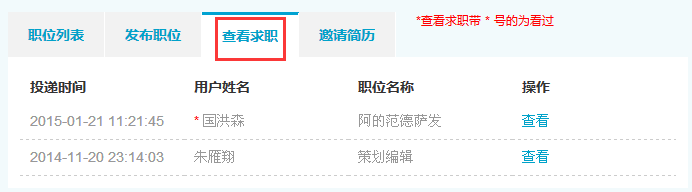 职位列表 发布职位 查看求职 邀请简历 *查看求职带 * 号的为看过
投递时间 用户姓名 职位名称 操作
2015-01-21 11:21:45 * 国洪森 阿的范德萨发 查看
2014-11-20 23:14:03 朱雁翔 策划编辑 查看